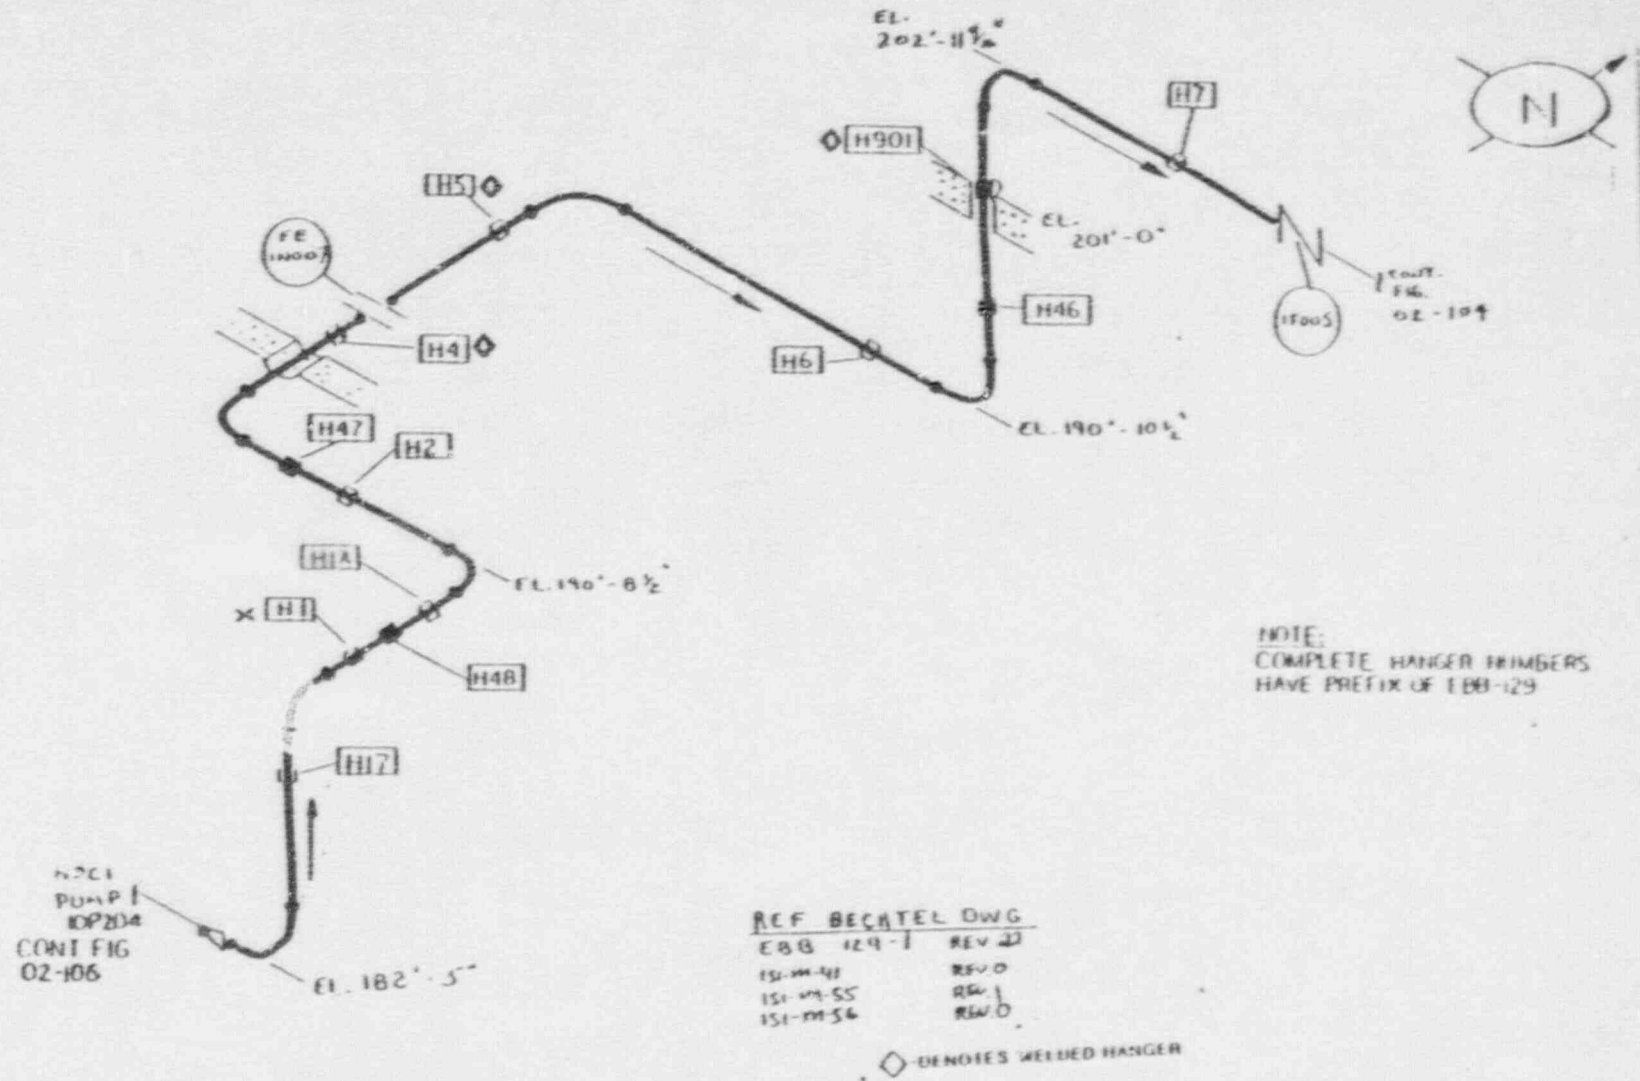 EL.
202'-11
H7
N
H901
H5
FE
1N007
EL.
201'-0"
CONT.
FIG.
02-104
1F005
H46
H4
H6
EL. 190'-10½"
H47
H2
H1A
EL. 190'-8½"
X H1
H48
NOTE:
COMPLETE HANGER NUMBERS
HAVE PREFIX OF EBB-129
H17
HPCI
PUMP
10P204
CONT FIG
02-106
EL. 182'-5"
REF BECHTEL DWG
EBB 129-1 REV 22
ISI-M-41 REV.0
ISI-M-55 REV.1
ISI-M-56 REV.0
-DENOTES WELDED HANGER